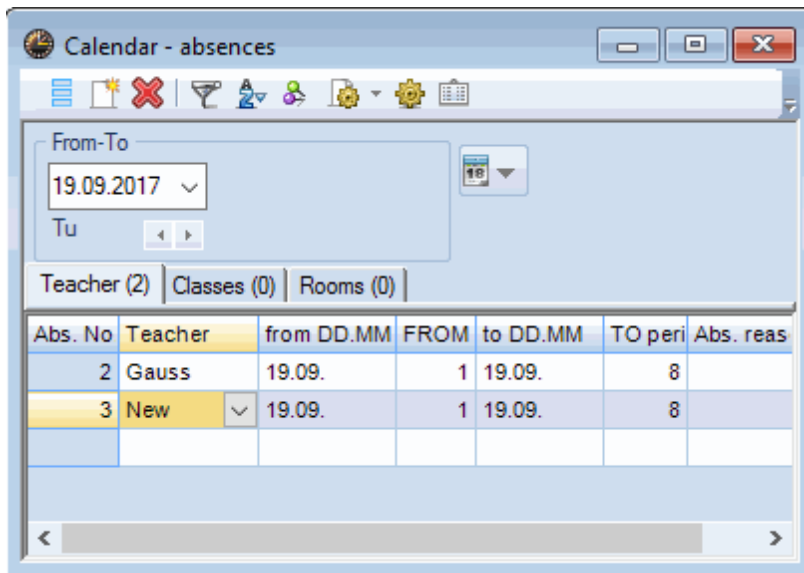 Calendar - absences
From-To
19.09.2017
18
Tu
Teacher (2) Classes (0) Rooms (0)
Abs. No Teacher from DD.MM FROM to DD.MM TO peri Abs. reas
2 Gauss 19.09. 1 19.09. 8
3 New 19.09. 1 19.09. 8